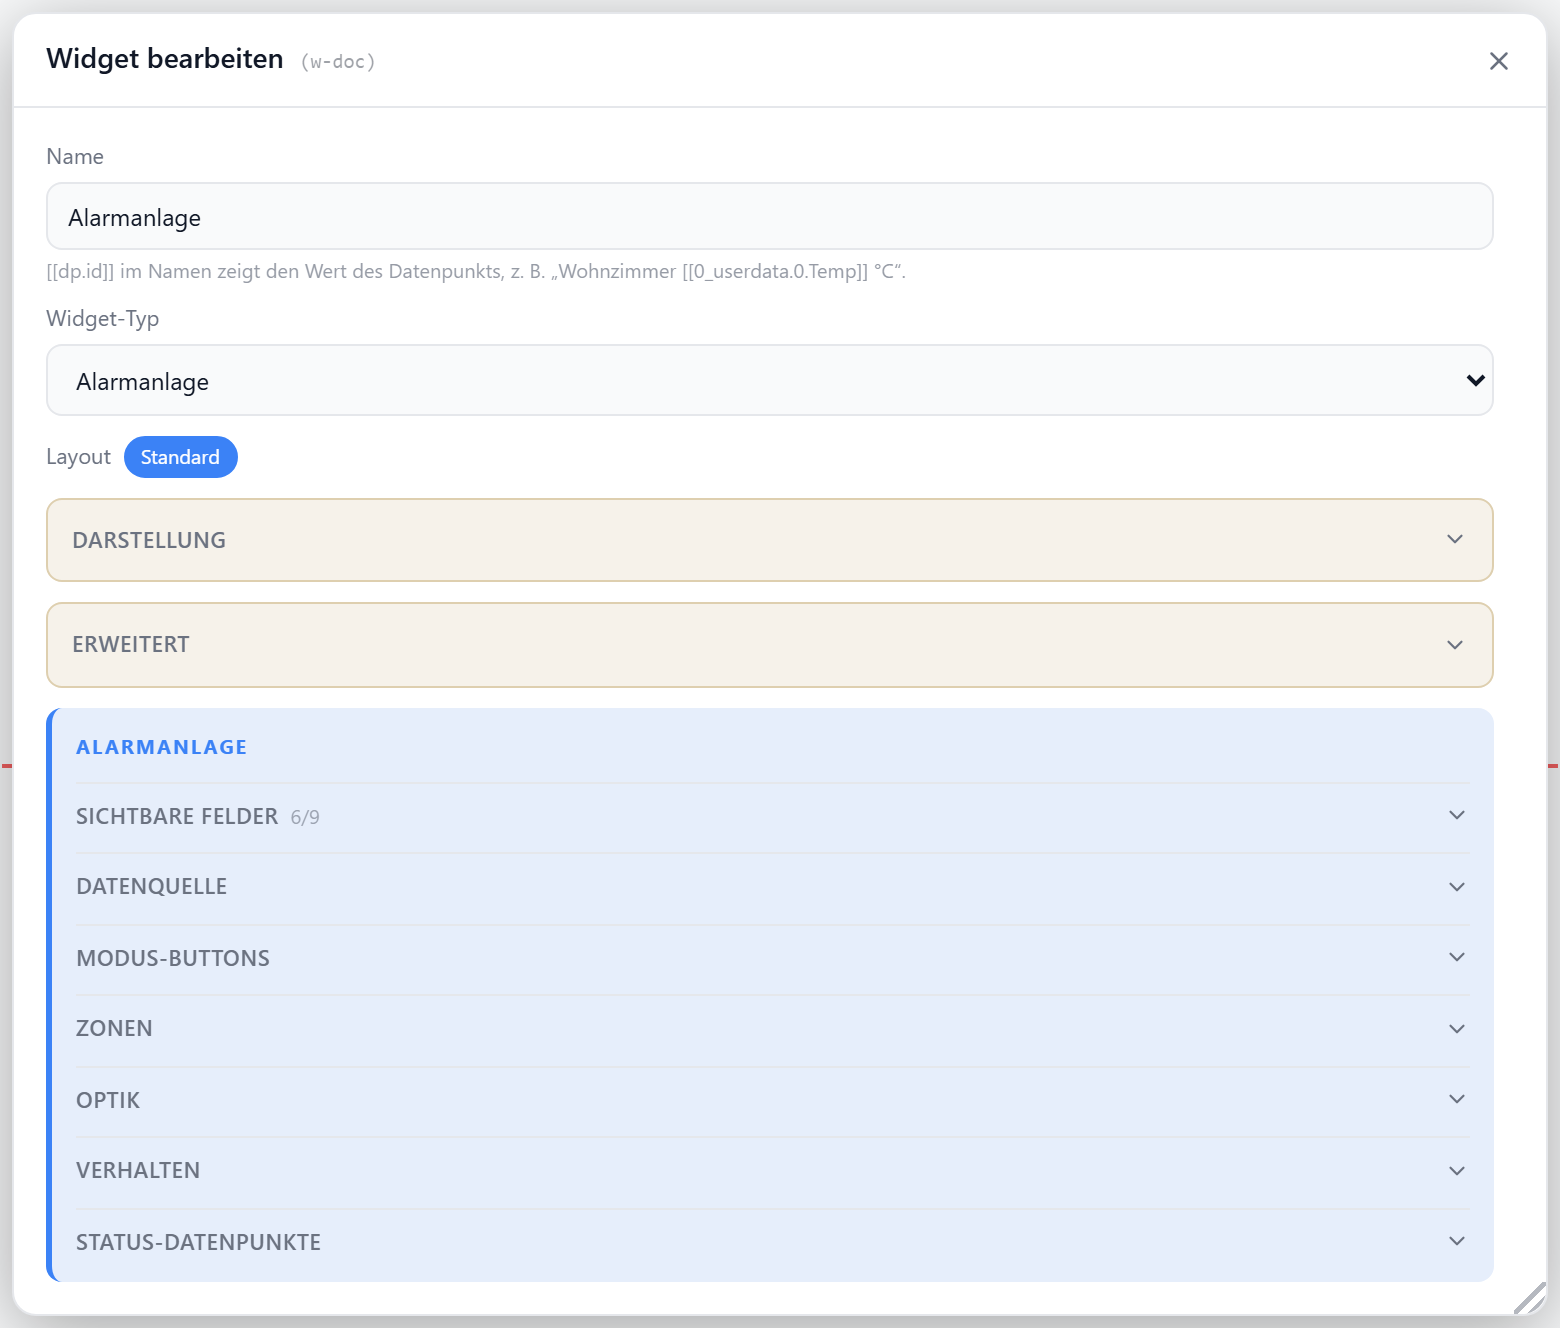 Widget bearbeiten (w-doc)
Name
Alarmanlage
[[dp.id]] im Namen zeigt den Wert des Datenpunkts, z. B. „Wohnzimmer [[0_userdata.0.Temp]] °C“.
Widget-Typ
Alarmanlage
Layout Standard
DARSTELLUNG
ERWEITERT
ALARMANLAGE
SICHTBARE FELDER 6/9
DATENQUELLE
MODUS-BUTTONS
ZONEN
OPTIK
VERHALTEN
STATUS-DATENPUNKTE